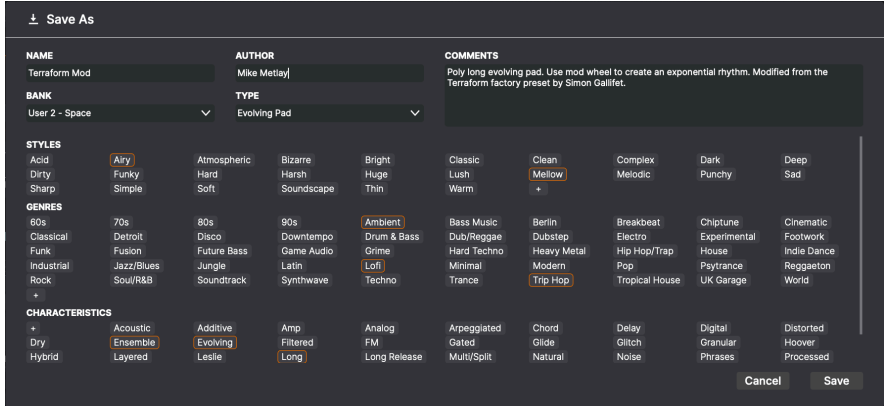 Save As
NAME AUTHOR COMMENTS
Terraform Mod Mike Metlay Poly long evolving pad. Use mod wheel to create an exponential rhythm. Modified from the
Terraform factory preset by Simon Gallifet.
BANK TYPE
User 2 - Space Evolving Pad
STYLES
Acid Airy Atmospheric Bizarre Bright Classic Clean Complex Dark Deep
Dirty Funky Hard Harsh Huge Lush Mellow Melodic Punchy Sad
Sharp Simple Soft Soundscape Thin Warm +
GENRES
60s 70s 80s 90s Ambient Bass Music Berlin Breakbeat Chiptune Cinematic
Classical Detroit Disco Downtempo Drum & Bass Dub/Reggae Dubstep Electro Experimental Footwork
Funk Fusion Future Bass Game Audio Grime Hard Techno Heavy Metal Hip Hop/Trap House Indie Dance
Industrial Jazz/Blues Jungle Latin Lofi Minimal Modern Pop Psytrance Reggaeton
Rock Soul/R&B Soundtrack Synthwave Techno Trance Trip Hop Tropical House UK Garage World
+
CHARACTERISTICS
+ Acoustic Additive Amp Analog Arpeggiated Chord Delay Digital Distorted
Dry Ensemble Evolving Filtered FM Gated Glide Glitch Granular Hoover
Hybrid Layered Leslie Long Long Release Multi/Split Natural Noise Phrases Processed
Cancel Save